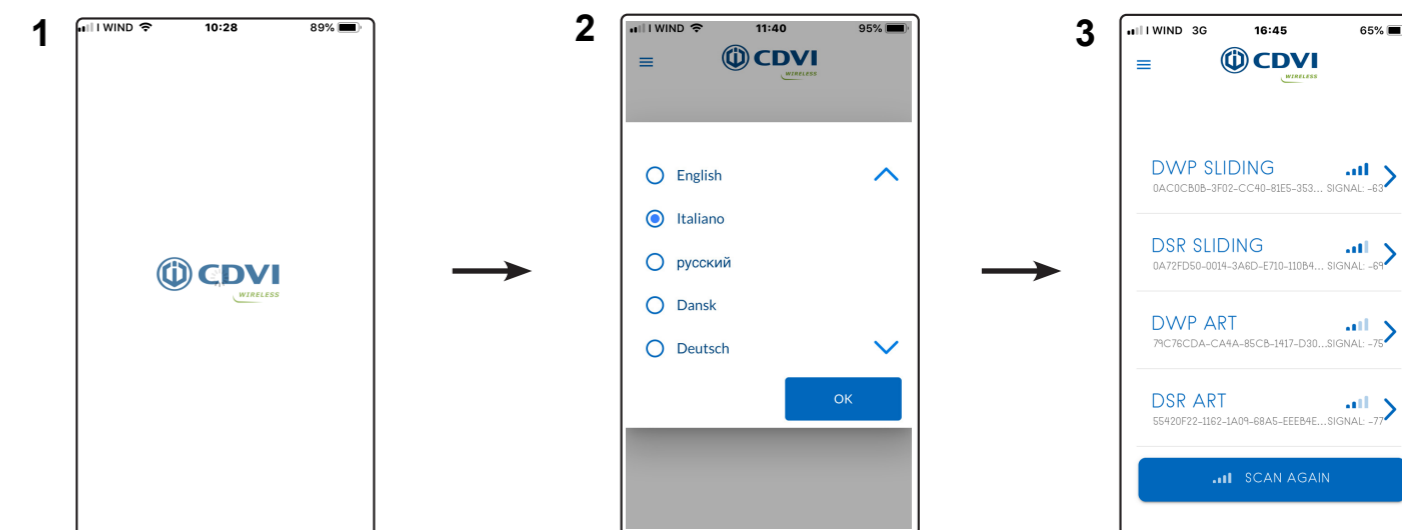 1
I WIND 10:28 89%
CDVI
WIRELESS
2
I WIND 11:40 95%
CDVI
WIRELESS
English
Italiano
русский
Dansk
Deutsch
OK
3
I WIND 3G 16:45 65%
CDVI
WIRELESS
DWP SLIDING
0AC0CB0B-3F02-CC40-81E5-353... SIGNAL: -63
DSR SLIDING
0A72FD50-0014-3A6D-E710-110B4... SIGNAL: -69
DWP ART
79C76CDA-CA4A-85CB-1417-D30...SIGNAL: -75
DSR ART
55420F22-1162-1A09-68A5-EEEB4E...SIGNAL: -77
SCAN AGAIN